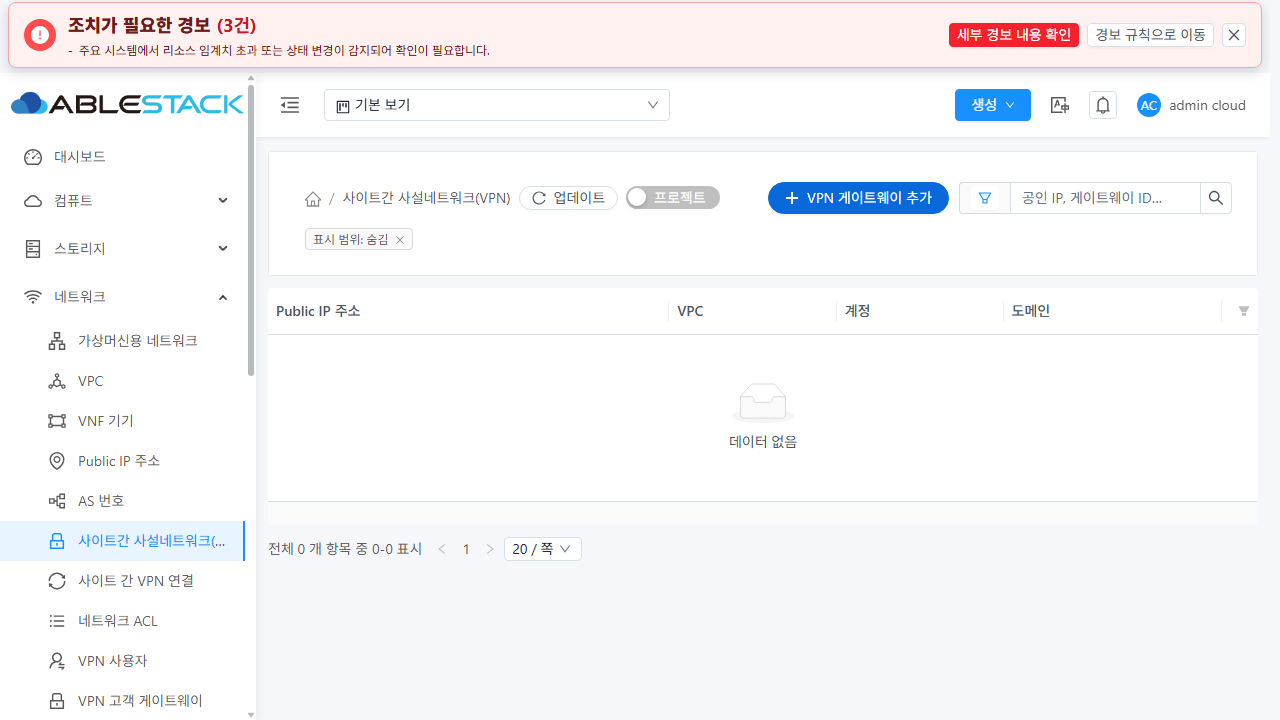 조치가 필요한 경보 (3건)
- 주요 시스템에서 리소스 임계치 초과 또는 상태 변경이 감지되어 확인이 필요합니다.
세부 경보 내용 확인
경보 규칙으로 이동
ABLESTACK
기본 보기
생성
AC admin cloud
대시보드
컴퓨트
스토리지
네트워크
가상머신용 네트워크
VPC
VNF 기기
Public IP 주소
AS 번호
사이트간 사설네트워크(...
사이트 간 VPN 연결
네트워크 ACL
VPN 사용자
VPN 고객 게이트웨이
/ 사이트간 사설네트워크(VPN)
업데이트
프로젝트
VPN 게이트웨이 추가
공인 IP, 게이트웨이 ID...
표시 범위: 숨김
Public IP 주소 VPC 계정 도메인
데이터 없음
전체 0 개 항목 중 0-0 표시 1 20 / 쪽